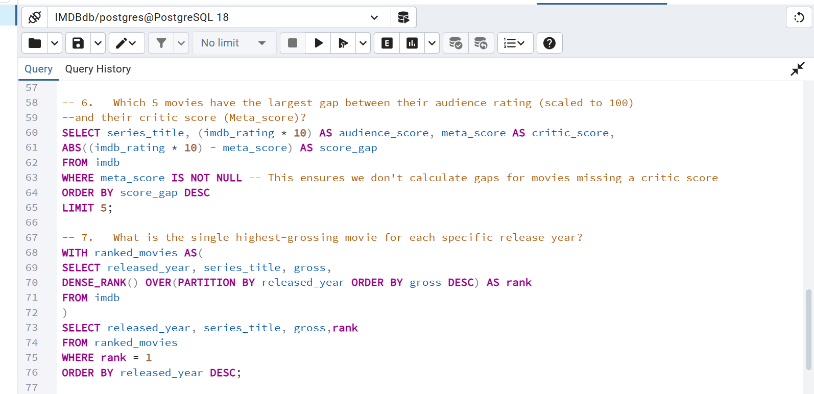 IMDBdb/postgres@PostgreSQL 18
No limit
E
Query Query History
57
58 -- 6. Which 5 movies have the largest gap between their audience rating (scaled to 100)
59 --and their critic score (Meta_score)?
60 SELECT series_title, (imdb_rating * 10) AS audience_score, meta_score AS critic_score,
61 ABS((imdb_rating * 10) - meta_score) AS score_gap
62 FROM imdb
63 WHERE meta_score IS NOT NULL -- This ensures we don't calculate gaps for movies missing a critic score
64 ORDER BY score_gap DESC
65 LIMIT 5;
66
67 -- 7. What is the single highest-grossing movie for each specific release year?
68 WITH ranked_movies AS(
69 SELECT released_year, series_title, gross,
70 DENSE_RANK() OVER(PARTITION BY released_year ORDER BY gross DESC) AS rank
71 FROM imdb
72 )
73 SELECT released_year, series_title, gross,rank
74 FROM ranked_movies
75 WHERE rank = 1
76 ORDER BY released_year DESC;
77